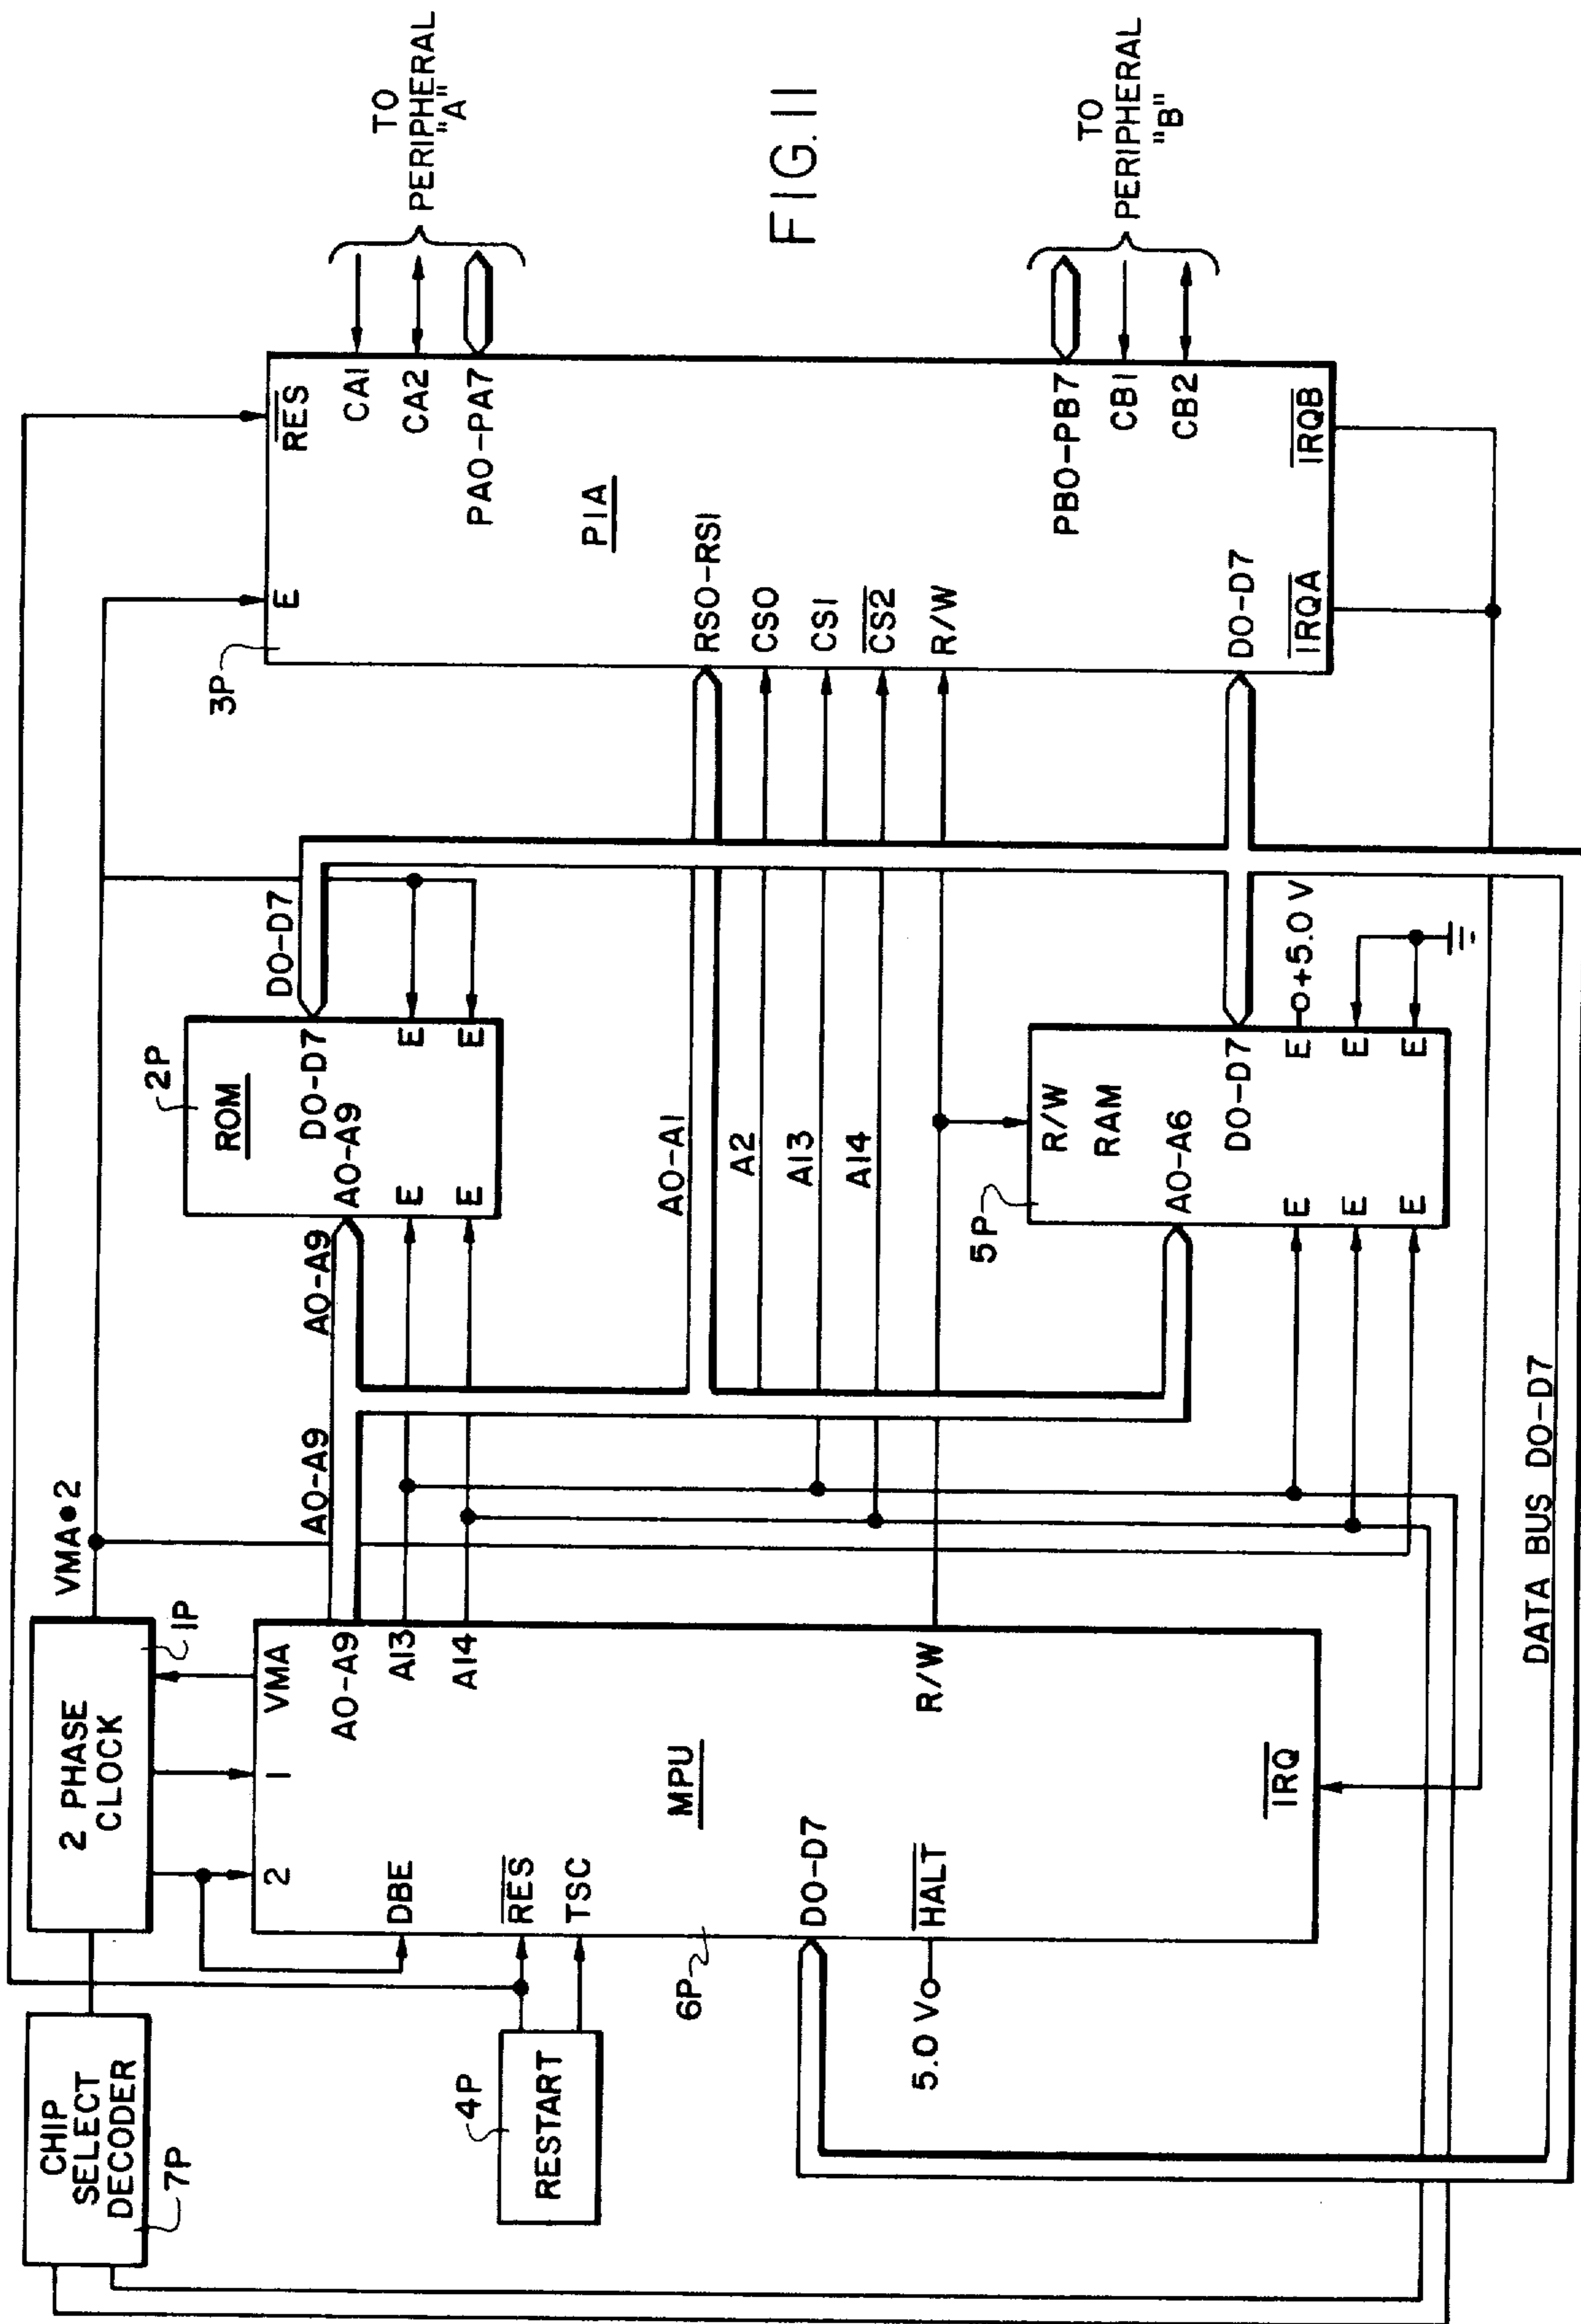 CHIP
SELECT
DECODER
7P
2 PHASE
CLOCK
1P
VMA•2
RESTART
4P
2
1
VMA
DBE
RES
TSC
A0-A9
A13
A14
MPU
6P
D0-D7
HALT
5.0 V
R/W
IRQ
A0-A9
A0-A9
ROM
2P
A0-A9
D0-D7
E
E
E
E
D0-D7
A0-A1
A2
A13
A14
R/W
RAM
5P
A0-A6
D0-D7
E
E
E
E
E
E
+5.0 V
DATA BUS D0-D7
3P
E
RES
PIA
CA1
CA2
PA0-PA7
RS0-RS1
CS0
CS1
CS2
R/W
PB0-PB7
CB1
CB2
D0-D7
IRQA
IRQB
TO
PERIPHERAL
"A"
TO
PERIPHERAL
"B"
FIG. 11